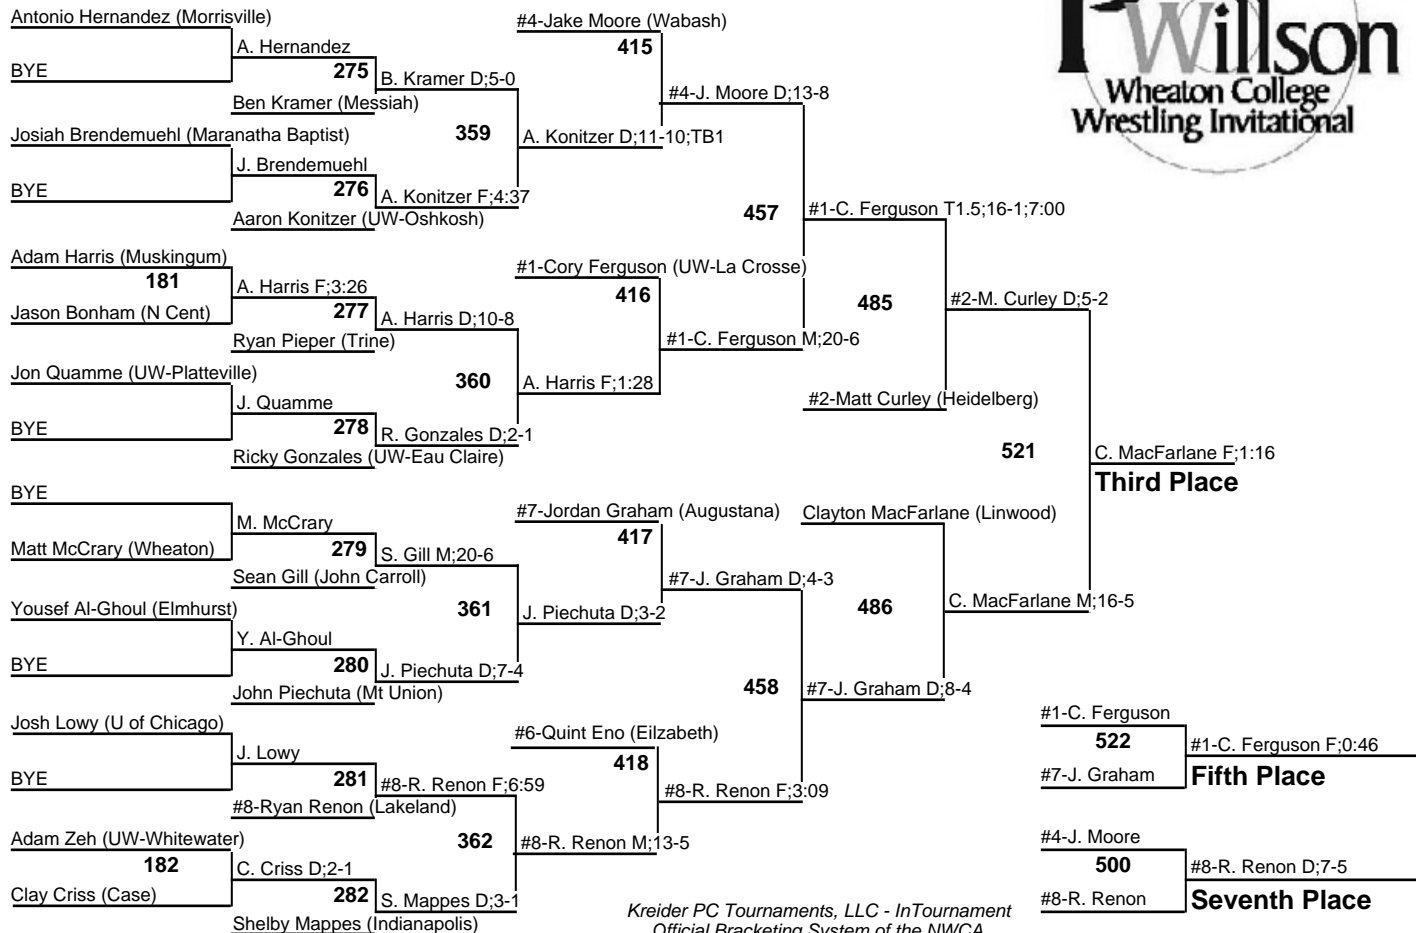 Antonio Hernandez (Morrisville)
BYE
A. Hernandez
275
Ben Kramer (Messiah)
B. Kramer D;5-0
Josiah Brendemuehl (Maranatha Baptist)
BYE
J. Brendemuehl
276
Aaron Konitzer (UW-Oshkosh)
A. Konitzer F;4:37
359
#4-Jake Moore (Wabash)
415
A. Konitzer D;11-10;TB1
#4-J. Moore D;13-8
Adam Harris (Muskingum)
181
Jason Bonham (N Cent)
A. Harris F;3:26
277
Ryan Pieper (Trine)
A. Harris D;10-8
Jon Quamme (UW-Platteville)
BYE
J. Quamme
278
Ricky Gonzales (UW-Eau Claire)
R. Gonzales D;2-1
360
#1-Cory Ferguson (UW-La Crosse)
416
A. Harris F;1:28
#1-C. Ferguson M;20-6
457
#1-C. Ferguson T1.5;16-1;7:00
485
#2-Matt Curley (Heidelberg)
#2-M. Curley D;5-2
BYE
Matt McCrary (Wheaton)
M. McCrary
279
Sean Gill (John Carroll)
S. Gill M;20-6
Yousef Al-Ghoul (Elmhurst)
BYE
Y. Al-Ghoul
280
John Piechuta (Mt Union)
J. Piechuta D;7-4
361
#7-Jordan Graham (Augustana)
417
J. Piechuta D;3-2
#7-J. Graham D;4-3
Josh Lowy (U of Chicago)
BYE
J. Lowy
281
#8-Ryan Renon (Lakeland)
#8-R. Renon F;6:59
Adam Zeh (UW-Whitewater)
182
Clay Criss (Case)
C. Criss D;2-1
282
Shelby Mappes (Indianapolis)
S. Mappes D;3-1
362
#6-Quint Eno (Eilzabeth)
418
#8-R. Renon M;13-5
#8-R. Renon F;3:09
458
#7-J. Graham D;8-4
Clayton MacFarlane (Linwood)
486
C. MacFarlane M;16-5
521
C. MacFarlane F;1:16
Third Place
#1-C. Ferguson
522
#7-J. Graham
#1-C. Ferguson F;0:46
Fifth Place
#4-J. Moore
500
#8-R. Renon
#8-R. Renon D;7-5
Seventh Place
Willson
Wheaton College
Wrestling Invitational
Kreider PC Tournaments, LLC - InTournament
Official Bracketing System of the NWCA